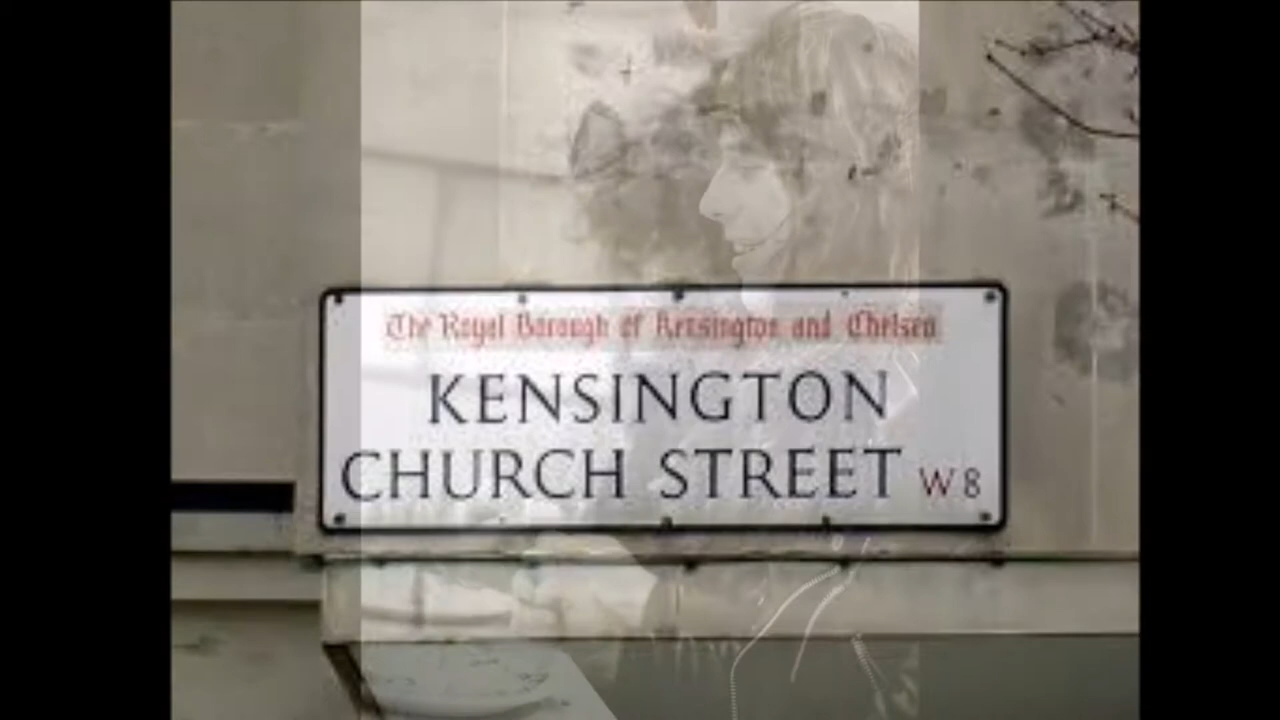 The Royal Borough of Kensington and Chelsea
KENSINGTON
CHURCH STREET W8